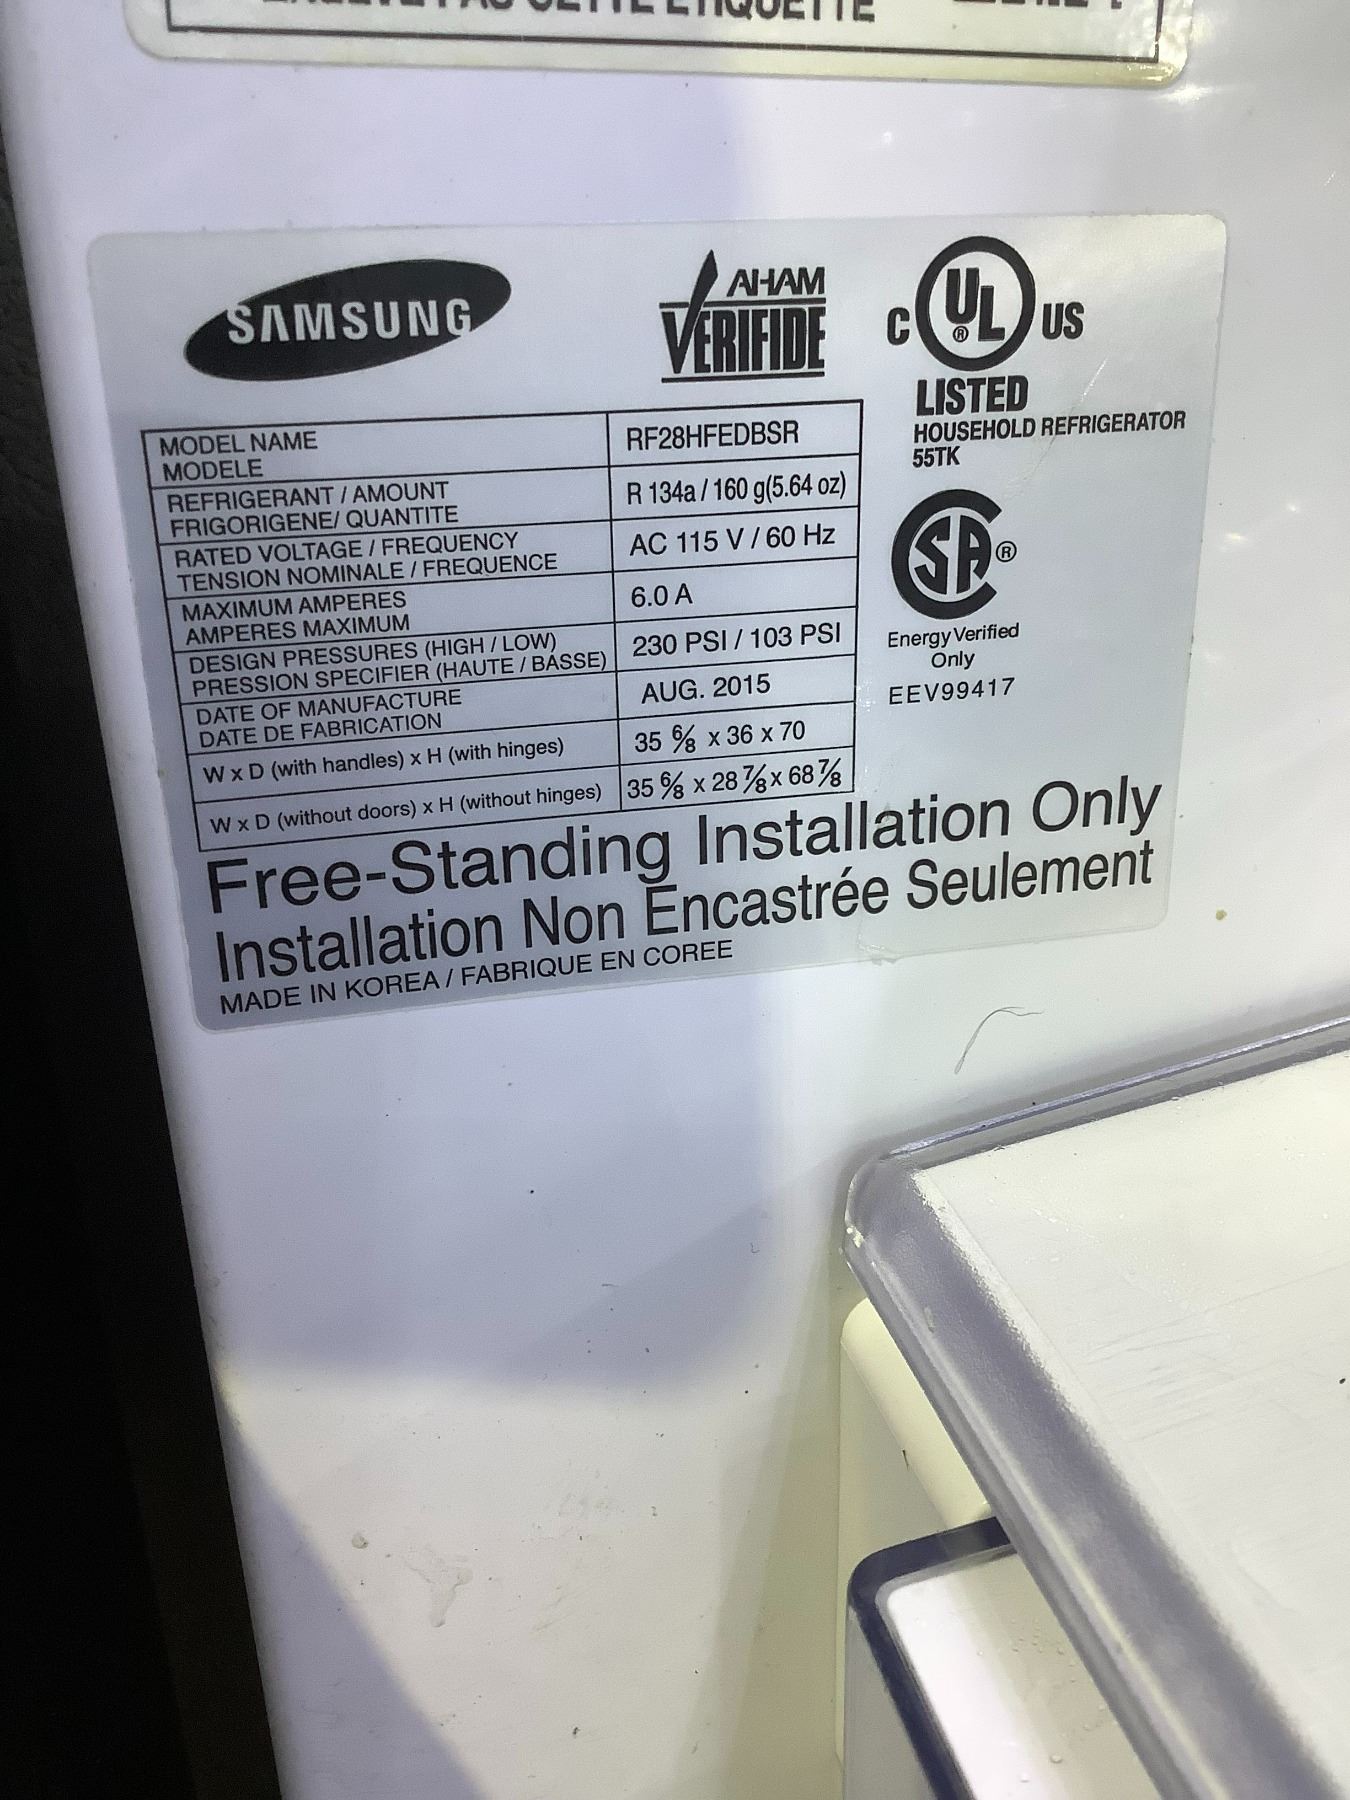 PAS CETTE ETIQUETTE
SAMSUNG
AHAM
VERIFIDE
C UL® US
LISTED
HOUSEHOLD REFRIGERATOR
55TK
MODEL NAME
MODELE
RF28HFEDBSR
REFRIGERANT / AMOUNT
FRIGORIGENE/ QUANTITE
R 134a / 160 g(5.64 oz)
RATED VOLTAGE / FREQUENCY
TENSION NOMINALE / FREQUENCE
AC 115 V / 60 Hz
MAXIMUM AMPERES
AMPERES MAXIMUM
6.0 A
DESIGN PRESSURES (HIGH / LOW)
PRESSION SPECIFIER (HAUTE / BASSE)
230 PSI / 103 PSI
DATE OF MANUFACTURE
DATE DE FABRICATION
AUG. 2015
W x D (with handles) x H (with hinges)
35 6/8 x 36 x 70
W x D (without doors) x H (without hinges)
35 6/8 x 28 7/8 x 68 7/8
SA®
Energy Verified
Only
EEV99417
Free-Standing Installation Only
Installation Non Encastrée Seulement
MADE IN KOREA / FABRIQUE EN COREE